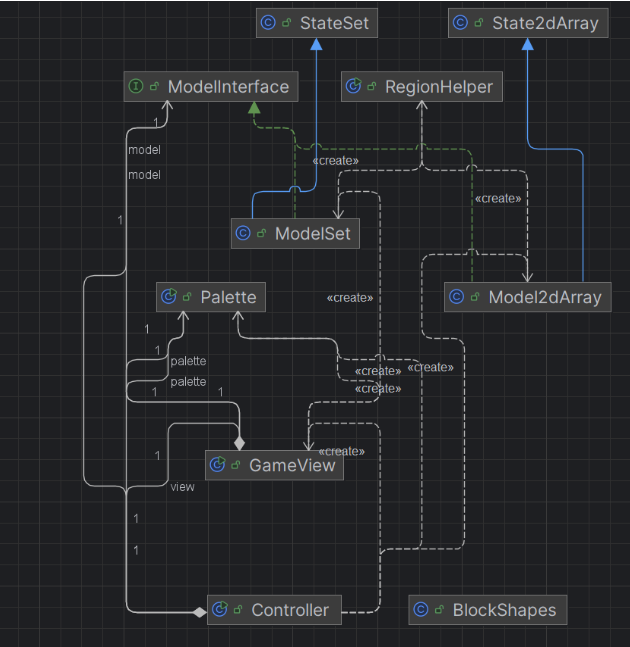 StateSet
State2dArray
ModelInterface
RegionHelper
1
model
«create»
model
«create»
1
ModelSet
Palette
«create»
Model2dArray
1
1
palette
«create»
«create»
palette
«create»
1
1
GameView
«create»
1
view
1
1
Controller
BlockShapes